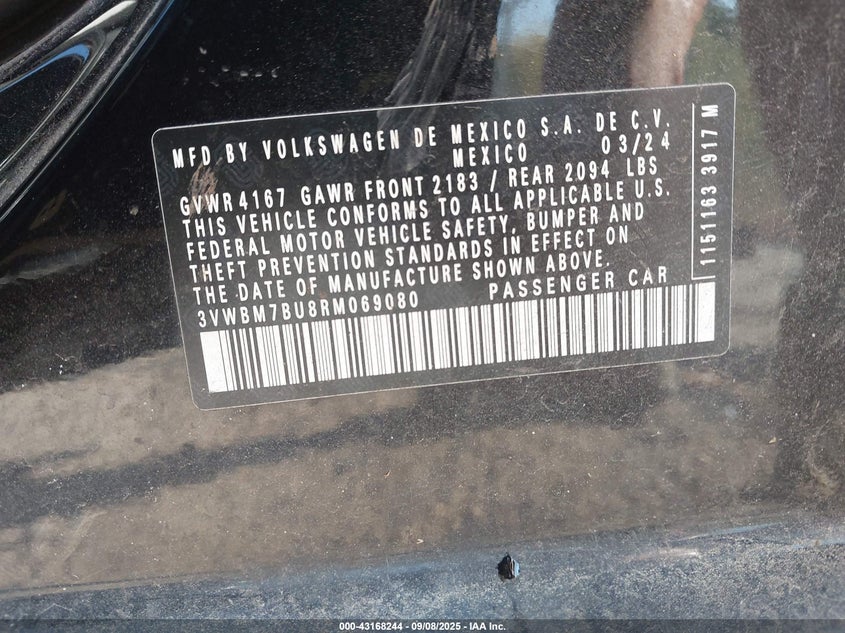 MFD BY VOLKSWAGEN DE MEXICO S.A. DE C.V.
MEXICO 03/24
GVWR 4167 GAWR FRONT 2183 / REAR 2094 LBS
THIS VEHICLE CONFORMS TO ALL APPLICABLE U.S.
FEDERAL MOTOR VEHICLE SAFETY, BUMPER AND
THEFT PREVENTION STANDARDS IN EFFECT ON
THE DATE OF MANUFACTURE SHOWN ABOVE.
3VWBM7BU8RM069080 PASSENGER CAR
1151163 3917 M
000-43168244 - 09/08/2025 - IAA Inc.